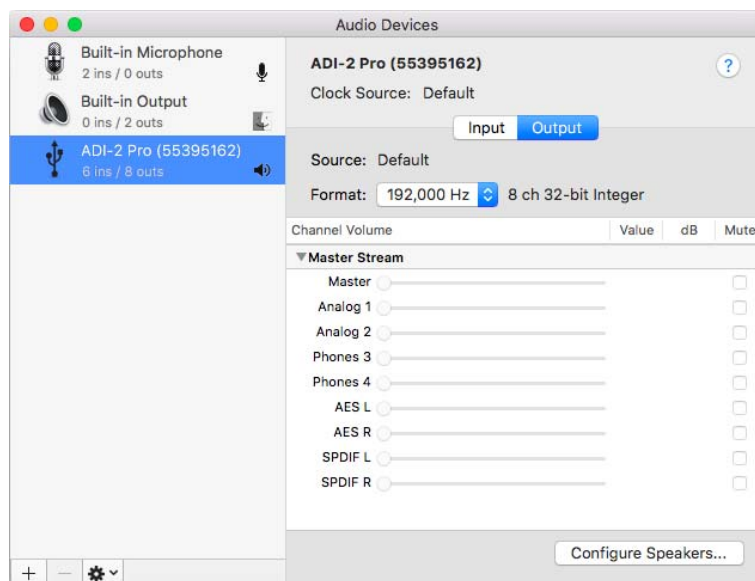 Audio Devices
Built-in Microphone
2 ins / 0 outs
Built-in Output
0 ins / 2 outs
ADI-2 Pro (55395162)
6 ins / 8 outs
ADI-2 Pro (55395162)
?
Clock Source: Default
Input Output
Source: Default
Format: 192,000 Hz 8 ch 32-bit Integer
Channel Volume Value dB Mute
Master Stream
Master
Analog 1
Analog 2
Phones 3
Phones 4
AES L
AES R
SPDIF L
SPDIF R
Configure Speakers...